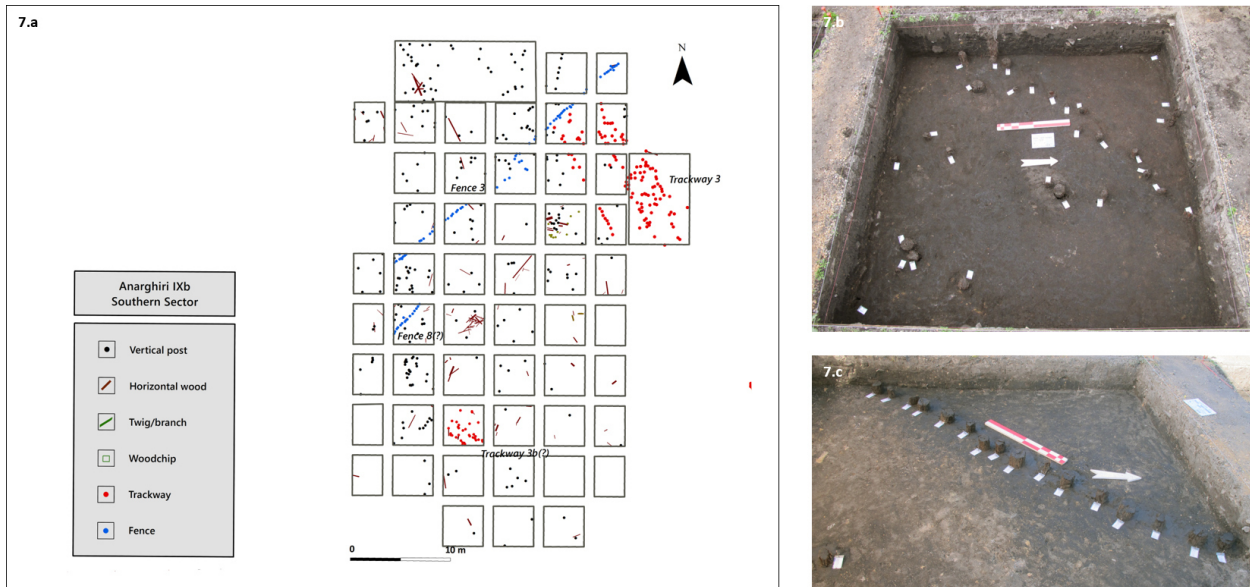 7.a
N
Trackway 3
Fence 3
Fence 8(?)
Trackway 3b(?)
Anarghiri IXb
Southern Sector
Vertical post
Horizontal wood
Twig/branch
Woodchip
Trackway
Fence
0 10 m
7.b
7.c